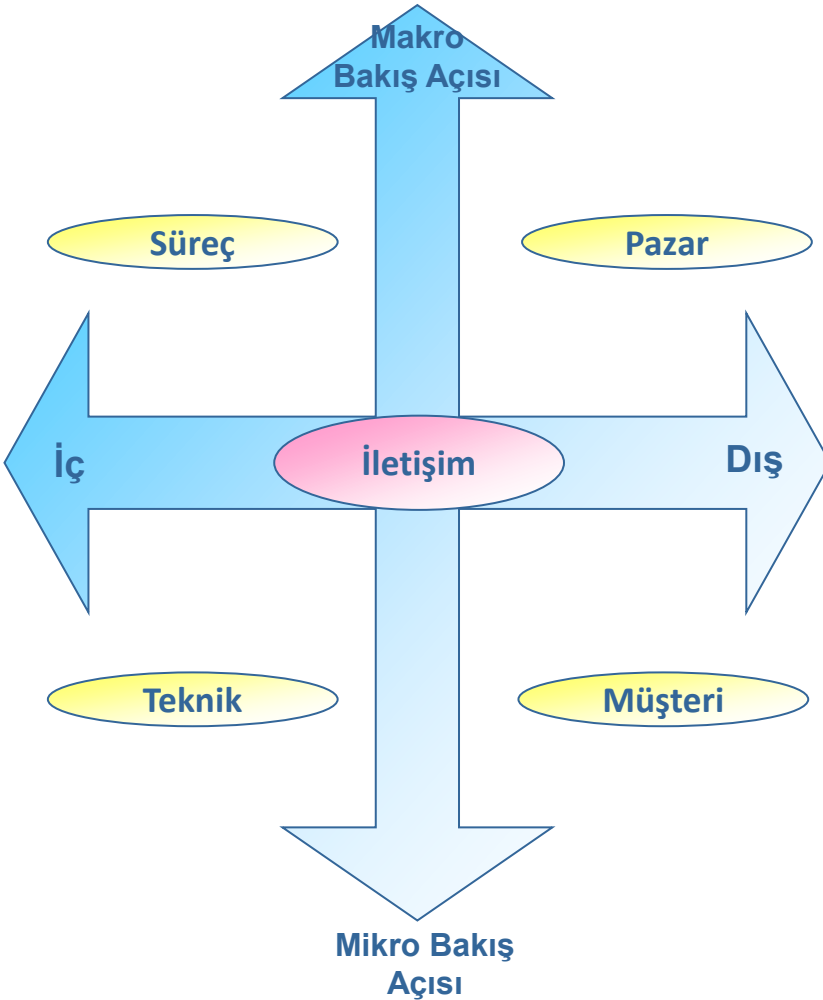 Makro
Bakış Açısı
Süreç
Pazar
İç
İletişim
Dış
Teknik
Müşteri
Mikro Bakış
Açısı